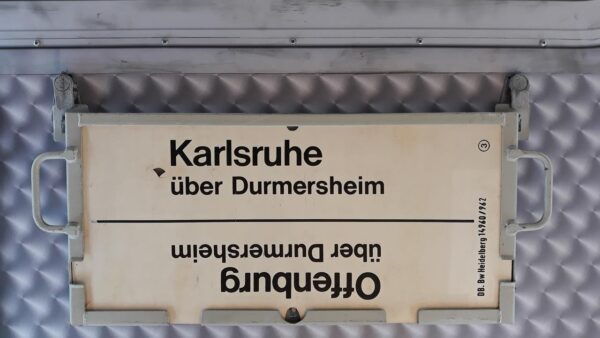 Karlsruhe
über Durmersheim
Offenburg
über Durmersheim
DB. Bw Heidelberg 14960/962
3